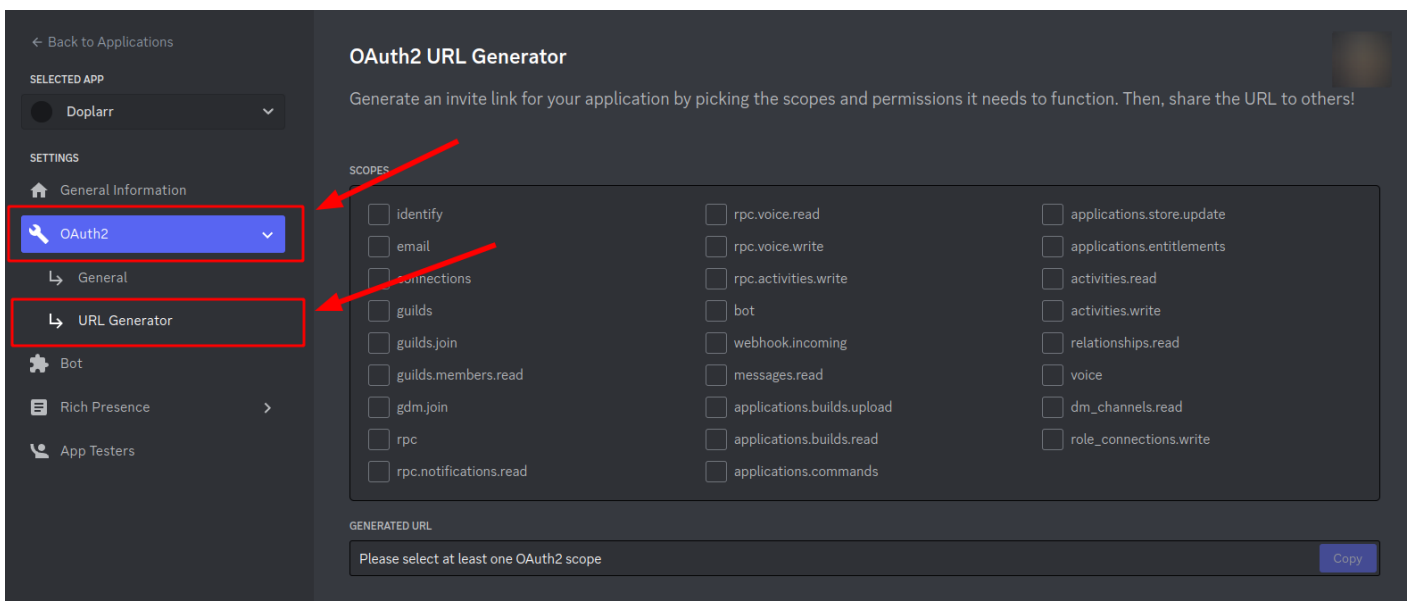 ← Back to Applications
SELECTED APP
Doplarr
SETTINGS
General Information
OAuth2
General
URL Generator
Bot
Rich Presence
App Testers
OAuth2 URL Generator
Generate an invite link for your application by picking the scopes and permissions it needs to function. Then, share the URL to others!
SCOPES
identify
email
connections
guilds
guilds.join
guilds.members.read
gdm.join
rpc
rpc.notifications.read
rpc.voice.read
rpc.voice.write
rpc.activities.write
bot
webhook.incoming
messages.read
applications.builds.upload
applications.builds.read
applications.commands
applications.store.update
applications.entitlements
activities.read
activities.write
relationships.read
voice
dm_channels.read
role_connections.write
GENERATED URL
Please select at least one OAuth2 scope
Copy